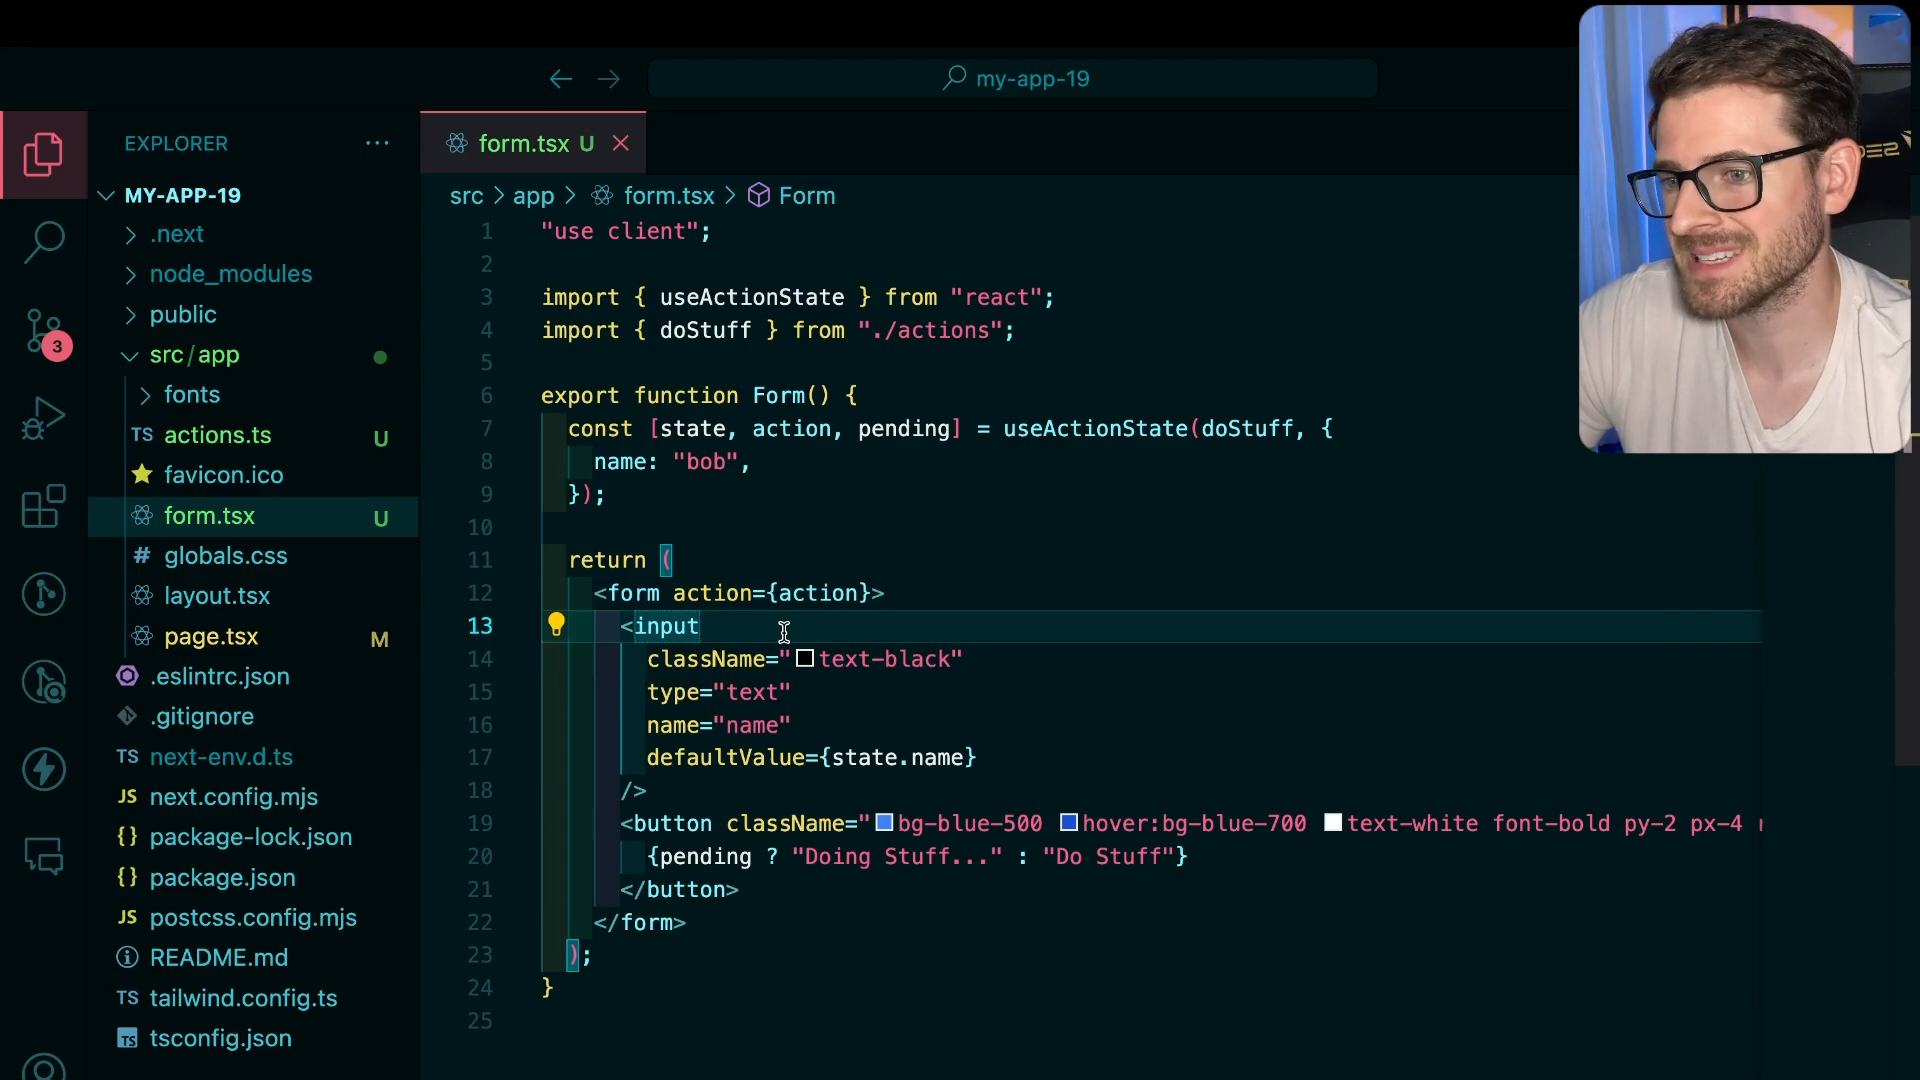 my-app-19
EXPLORER
form.tsx U
MY-APP-19
src > app > form.tsx > Form
.next
node_modules
public
src/app
fonts
TS actions.ts U
favicon.ico
form.tsx U
# globals.css
layout.tsx
page.tsx M
.eslintrc.json
.gitignore
TS next-env.d.ts
JS next.config.mjs
{} package-lock.json
{} package.json
JS postcss.config.mjs
README.md
TS tailwind.config.ts
TS tsconfig.json
3
1 "use client";
2
3 import { useActionState } from "react";
4 import { doStuff } from "./actions";
5
6 export function Form() {
7 const [state, action, pending] = useActionState(doStuff, {
8 name: "bob",
9 });
10
11 return (
12 <form action={action}>
13 <input
14 className="text-black"
15 type="text"
16 name="name"
17 defaultValue={state.name}
18 />
19 <button className="bg-blue-500 hover:bg-blue-700 text-white font-bold py-2 px-4
20 {pending ? "Doing Stuff..." : "Do Stuff"}
21 </button>
22 </form>
23 );
24 }
25